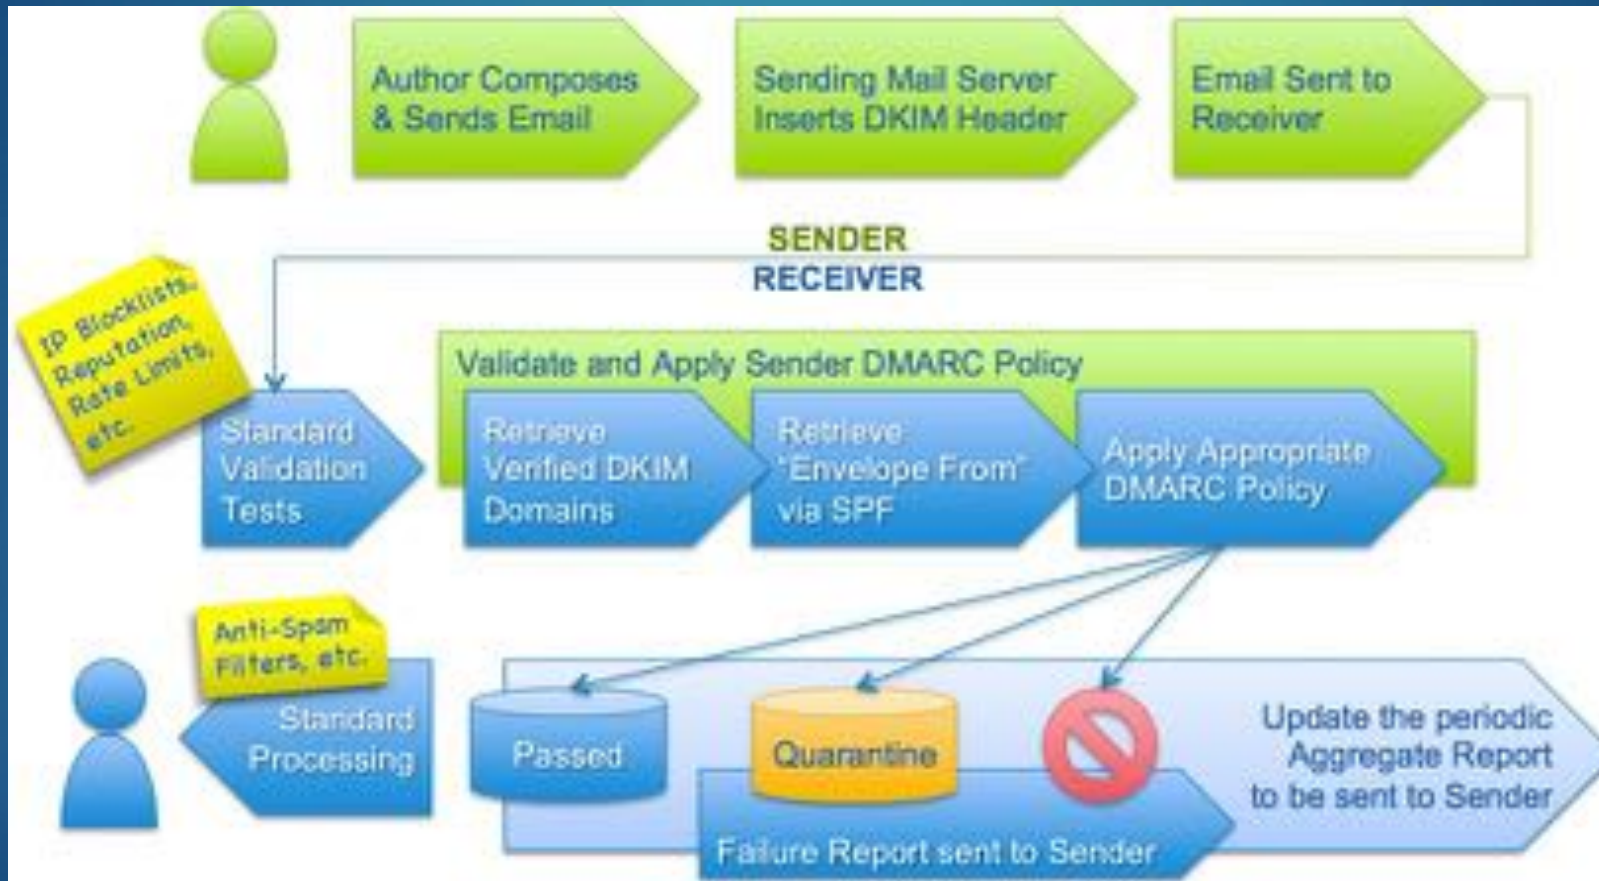 Author Composes
& Sends Email
Sending Mail Server
Inserts DKIM Header
Email Sent to
Receiver
SENDER
RECEIVER
IP Blocklists,
Reputation,
Rate Limits,
etc.
Validate and Apply Sender DMARC Policy
Standard
Validation
Tests
Retrieve
Verified DKIM
Domains
Retrieve
"Envelope From"
via SPF
Apply Appropriate
DMARC Policy
Anti-Spam
Filters, etc.
Standard
Processing
Passed
Quarantine
Update the periodic
Aggregate Report
to be sent to Sender
Failure Report sent to Sender